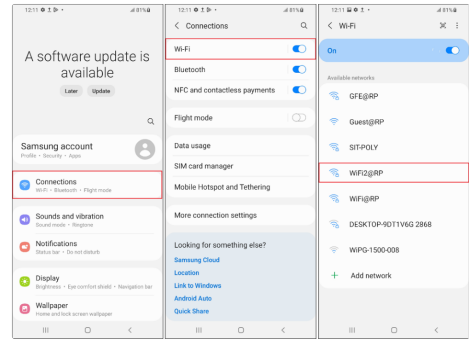 12:11
81%
A software update is
available
Later
Update
Samsung account
Profile • Security • Apps
Connections
Wi-Fi • Bluetooth • Flight mode
Sounds and vibration
Sound mode • Ringtone
Notifications
Status bar • Do not disturb
Display
Brightness • Eye comfort shield • Navigation bar
Wallpaper
Home and lock screen wallpaper
12:11
81%
Connections
Wi-Fi
Bluetooth
NFC and contactless payments
Flight mode
Data usage
SIM card manager
Mobile Hotspot and Tethering
More connection settings
Looking for something else?
Samsung Cloud
Location
Link to Windows
Android Auto
Quick Share
12:11
81%
Wi-Fi
On
Available networks
GFE@RP
Guest@RP
SIT-POLY
WiFi2@RP
WiFi@RP
DESKTOP-9DT1V6G 2868
WiPG-1500-008
Add network